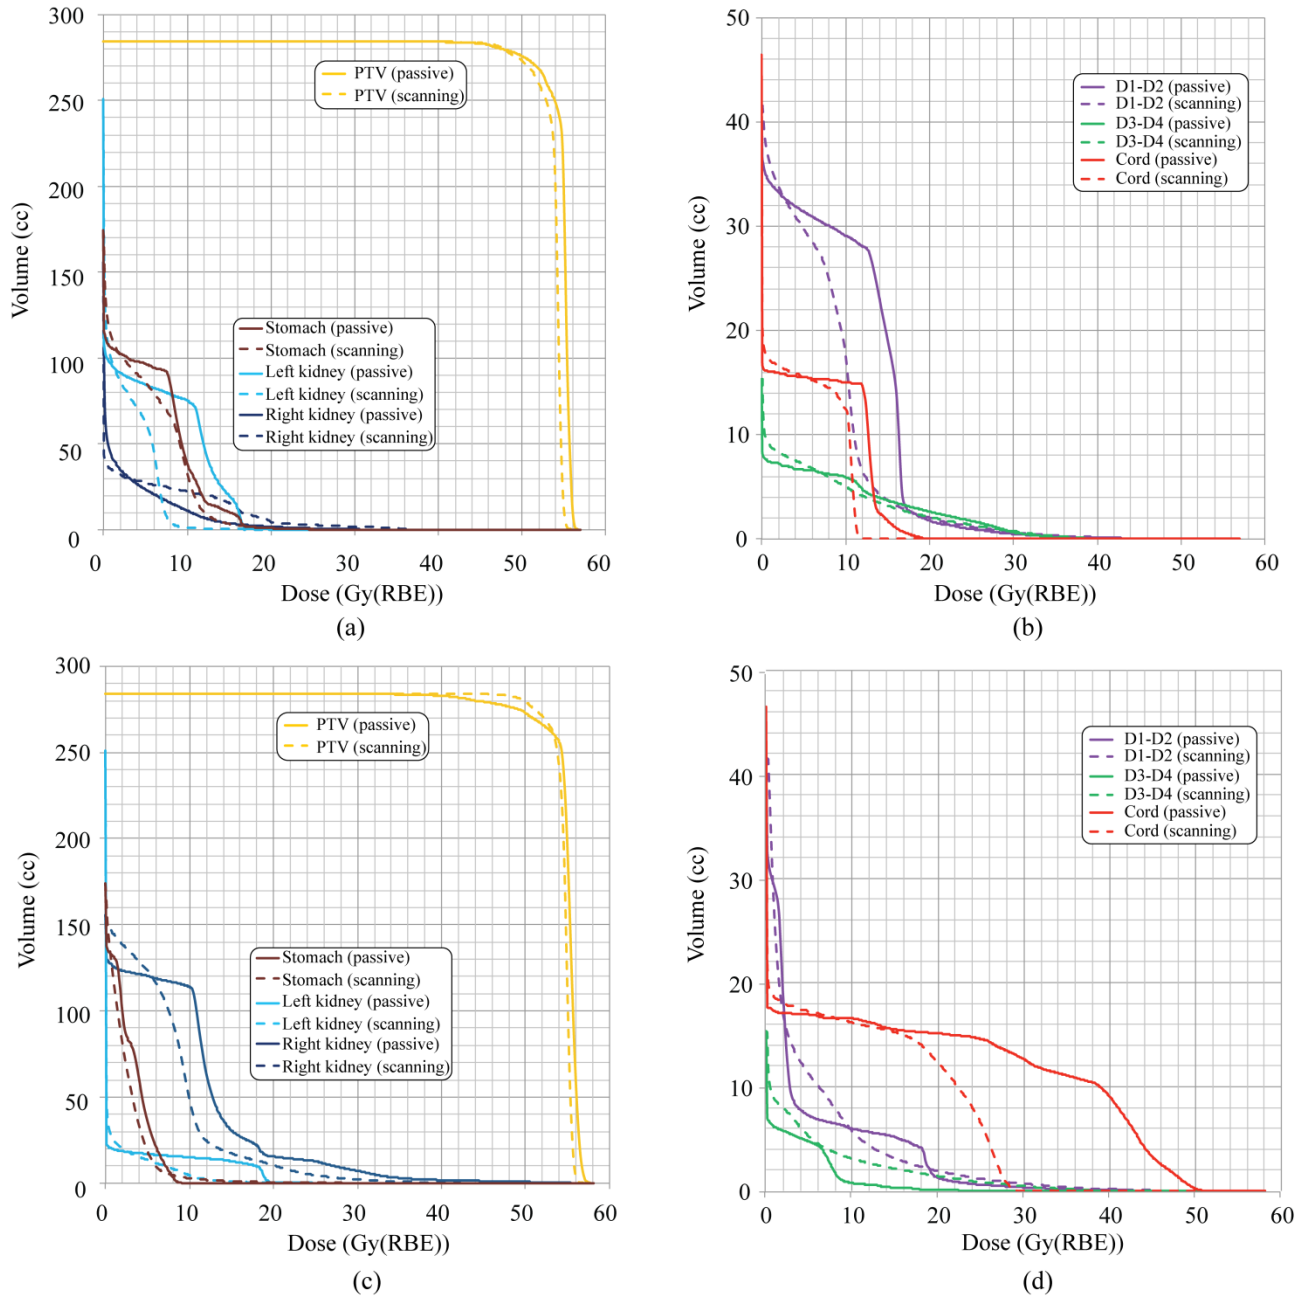 300
250
200
150
100
50
0
Volume (cc)
PTV (passive)
PTV (scanning)
Stomach (passive)
Stomach (scanning)
Left kidney (passive)
Left kidney (scanning)
Right kidney (passive)
Right kidney (scanning)
0 10 20 30 40 50 60
Dose (Gy(RBE))
(a)
50
40
30
20
10
0
Volume (cc)
D1-D2 (passive)
D1-D2 (scanning)
D3-D4 (passive)
D3-D4 (scanning)
Cord (passive)
Cord (scanning)
0 10 20 30 40 50 60
Dose (Gy(RBE))
(b)
300
250
200
150
100
50
0
Volume (cc)
PTV (passive)
PTV (scanning)
Stomach (passive)
Stomach (scanning)
Left kidney (passive)
Left kidney (scanning)
Right kidney (passive)
Right kidney (scanning)
0 10 20 30 40 50 60
Dose (Gy(RBE))
(c)
50
40
30
20
10
0
Volume (cc)
D1-D2 (passive)
D1-D2 (scanning)
D3-D4 (passive)
D3-D4 (scanning)
Cord (passive)
Cord (scanning)
0 10 20 30 40 50 60
Dose (Gy(RBE))
(d)